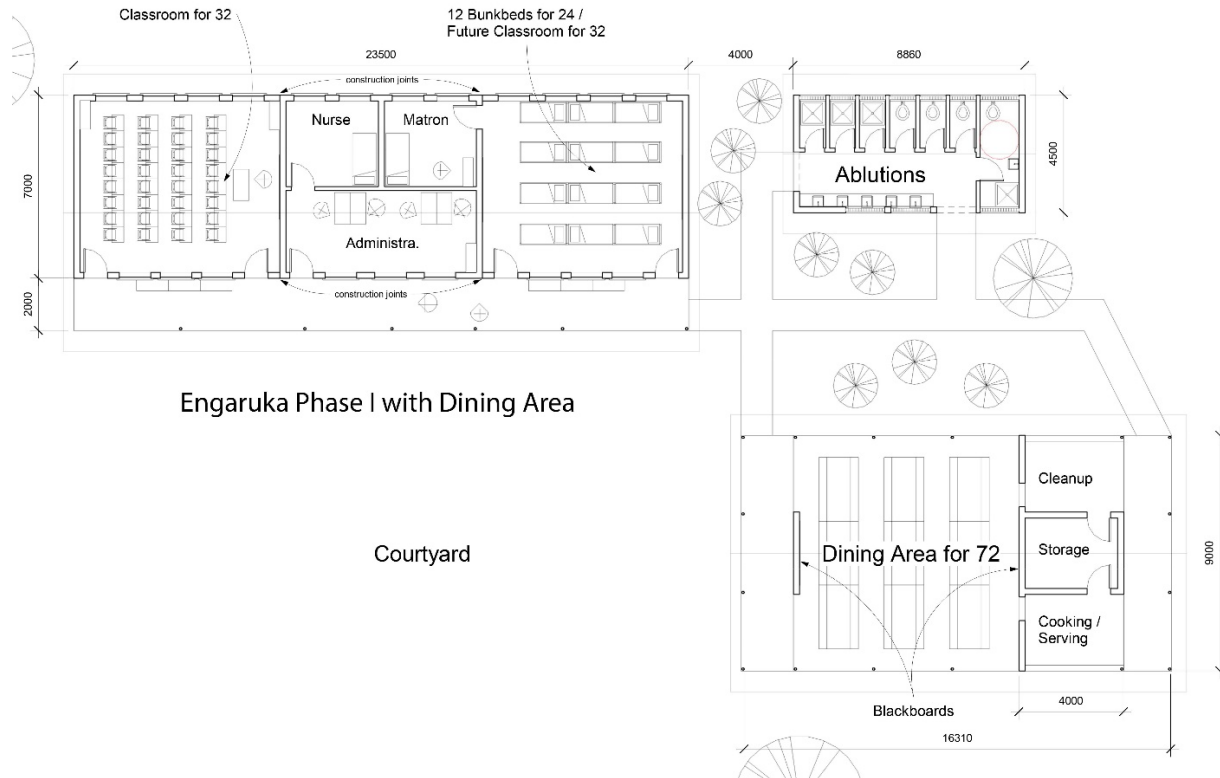 Classroom for 32
12 Bunkbeds for 24 /
Future Classroom for 32
23500
4000
8860
construction joints
Nurse
Matron
7000
4500
Ablutions
Administra.
construction joints
2000
Engaruka Phase I with Dining Area
Cleanup
Courtyard
Dining Area for 72
Storage
9000
Cooking /
Serving
Blackboards
4000
16310